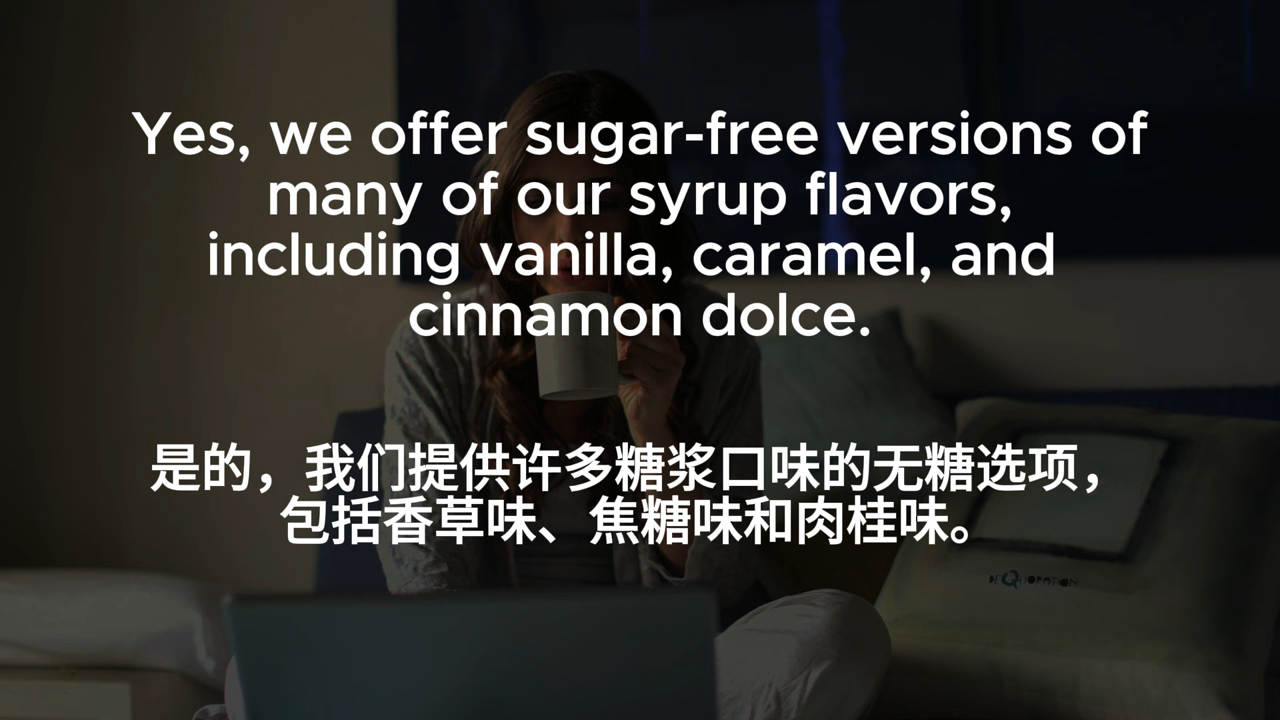 Yes, we offer sugar-free versions of
many of our syrup flavors,
including vanilla, caramel, and
cinnamon dolce.
是的，我们提供许多糖浆口味的无糖选项，
包括香草味、焦糖味和肉桂味。